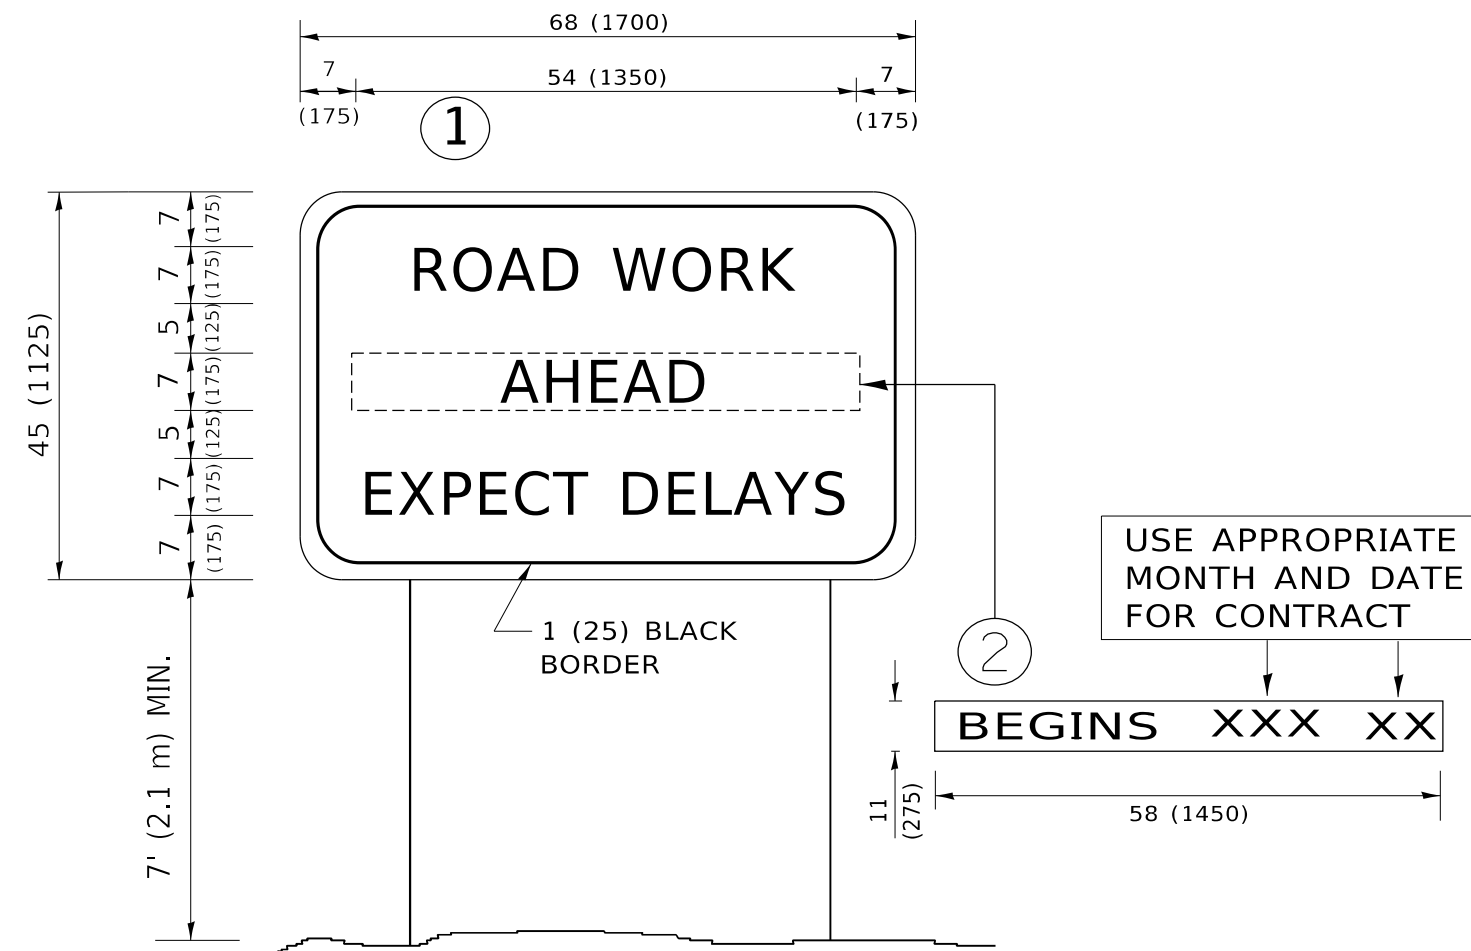 68 (1700)
7
54 (1350)
7
(175)
(175)
1
7
(175)
7
(175)
5
(125)
7
(175)
5
(125)
7
(175)
7
(175)
45 (1125)
ROAD WORK
AHEAD
EXPECT DELAYS
1 (25) BLACK
BORDER
7' (2.1 m) MIN.
2
USE APPROPRIATE
MONTH AND DATE
FOR CONTRACT
BEGINS XXX XX
11
(275)
58 (1450)